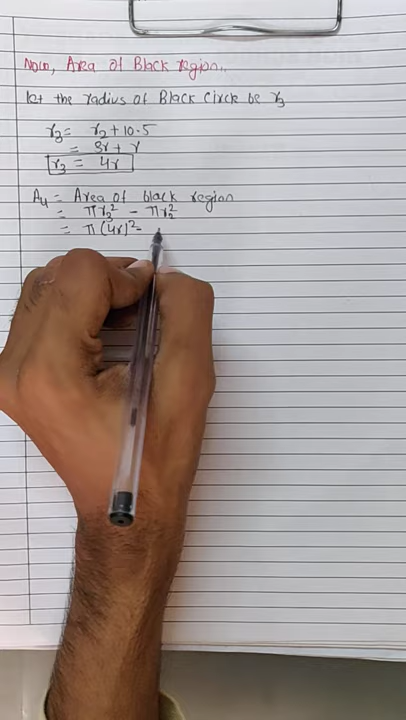 Now, Area of Black region..
let the radius of Black Circle be r₃
r₃ = r₂ + 10.5
= 3r + r
r₃ = 4r
A₄ = Area of black region
= πr₃² - πr₂²
= π(4r)² -